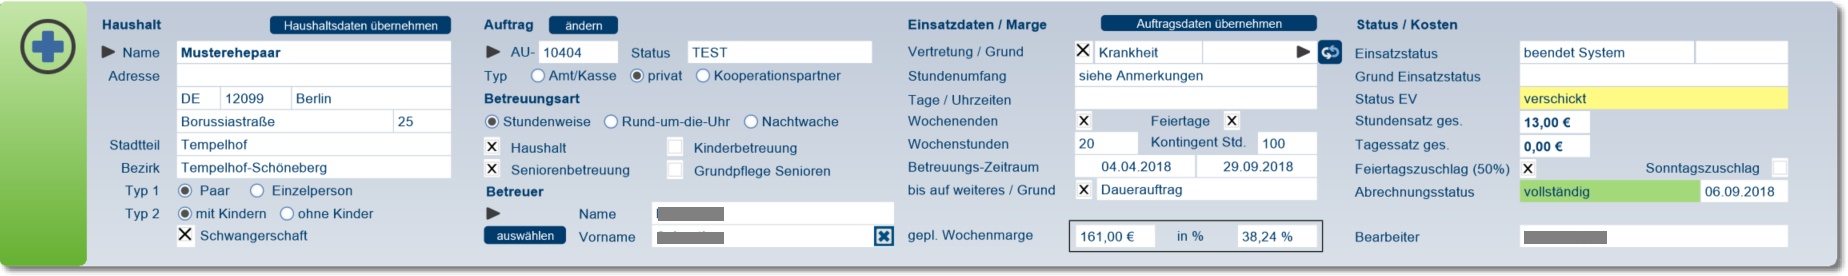 Haushalt
Haushaltsdaten übernehmen
Name
Musterehepaar
Adresse
DE
12099
Berlin
Borussiastraße
25
Stadtteil
Tempelhof
Bezirk
Tempelhof-Schöneberg
Typ 1
Paar
Einzelperson
Typ 2
mit Kindern
ohne Kinder
X
Schwangerschaft
Auftrag
ändern
AU-
10404
Status
TEST
Typ
Amt/Kasse
privat
Kooperationspartner
Betreuungsart
Stundenweise
Rund-um-die-Uhr
Nachtwache
X
Haushalt
Kinderbetreuung
X
Seniorenbetreuung
Grundpflege Senioren
Betreuer
Name
auswählen
Vorname
Einsatzdaten / Marge
Auftragsdaten übernehmen
Vertretung / Grund
X
Krankheit
Stundenumfang
siehe Anmerkungen
Tage / Uhrzeiten
Wochenenden
X
Feiertage
X
Wochenstunden
20
Kontingent Std.
100
Betreuungs-Zeitraum
04.04.2018
29.09.2018
bis auf weiteres / Grund
X
Dauerauftrag
gepl. Wochenmarge
161,00 €
in %
38,24 %
Status / Kosten
Einsatzstatus
beendet System
Grund Einsatzstatus
Status EV
verschickt
Stundensatz ges.
13,00 €
Tagessatz ges.
0,00 €
Feiertagszuschlag (50%)
X
Sonntagszuschlag
Abrechnungsstatus
vollständig
06.09.2018
Bearbeiter